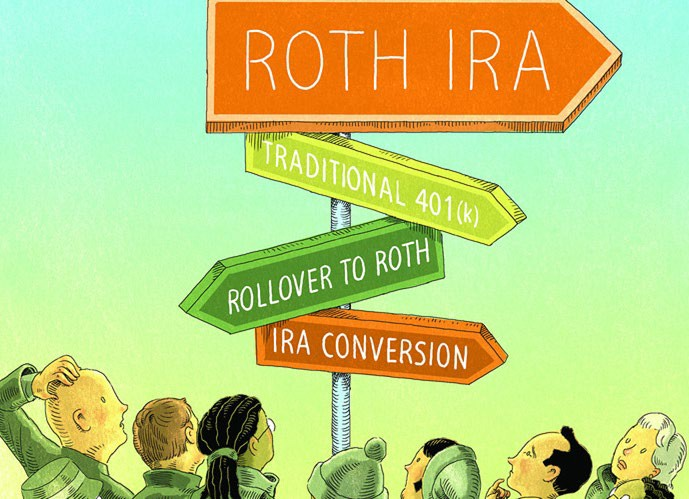 ROTH IRA
TRADITIONAL 401(k)
ROLLOVER TO ROTH
IRA CONVERSION